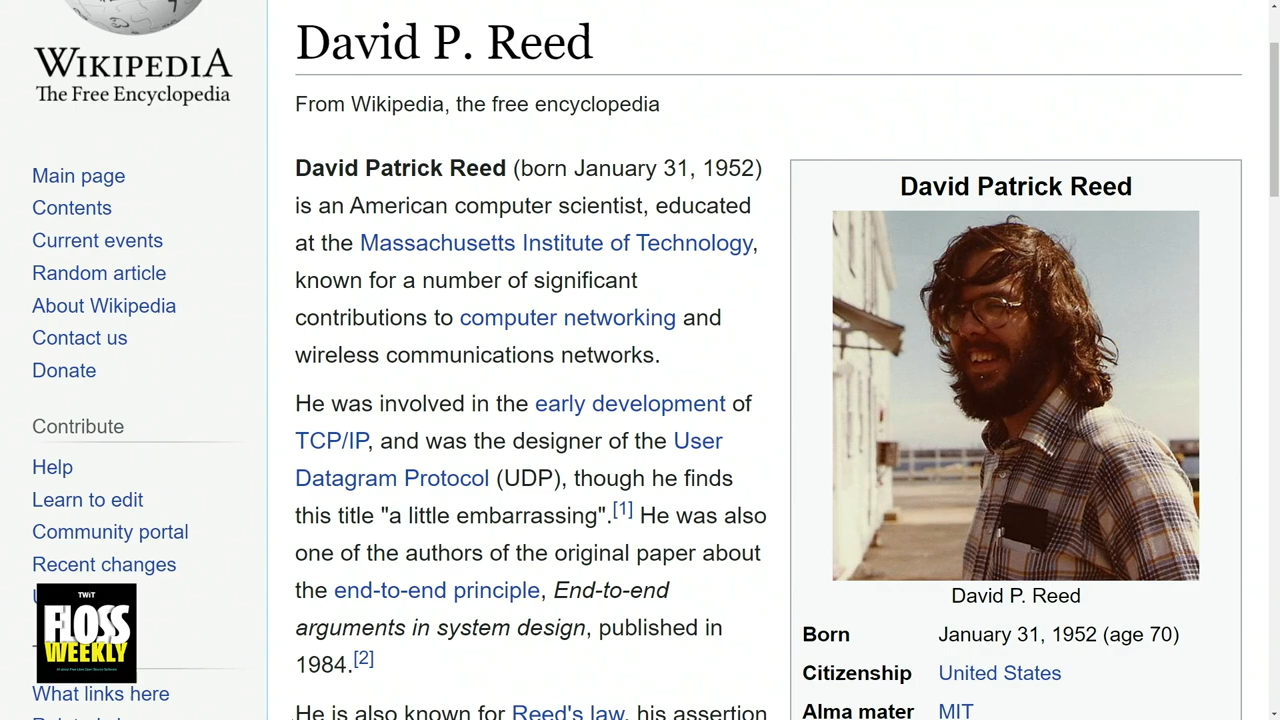 WIKIPEDIA
The Free Encyclopedia
Main page
Contents
Current events
Random article
About Wikipedia
Contact us
Donate
Contribute
Help
Learn to edit
Community portal
Recent changes
TWiT
FLOSS
WEEKLY
What links here
David P. Reed
From Wikipedia, the free encyclopedia
David Patrick Reed (born January 31, 1952)
is an American computer scientist, educated
at the Massachusetts Institute of Technology,
known for a number of significant
contributions to computer networking and
wireless communications networks.
He was involved in the early development of
TCP/IP, and was the designer of the User
Datagram Protocol (UDP), though he finds
this title "a little embarrassing".[1] He was also
one of the authors of the original paper about
the end-to-end principle, End-to-end
arguments in system design, published in
1984.[2]
He is also known for Reed's law, his assertion
David Patrick Reed
David P. Reed
Born January 31, 1952 (age 70)
Citizenship United States
Alma mater MIT